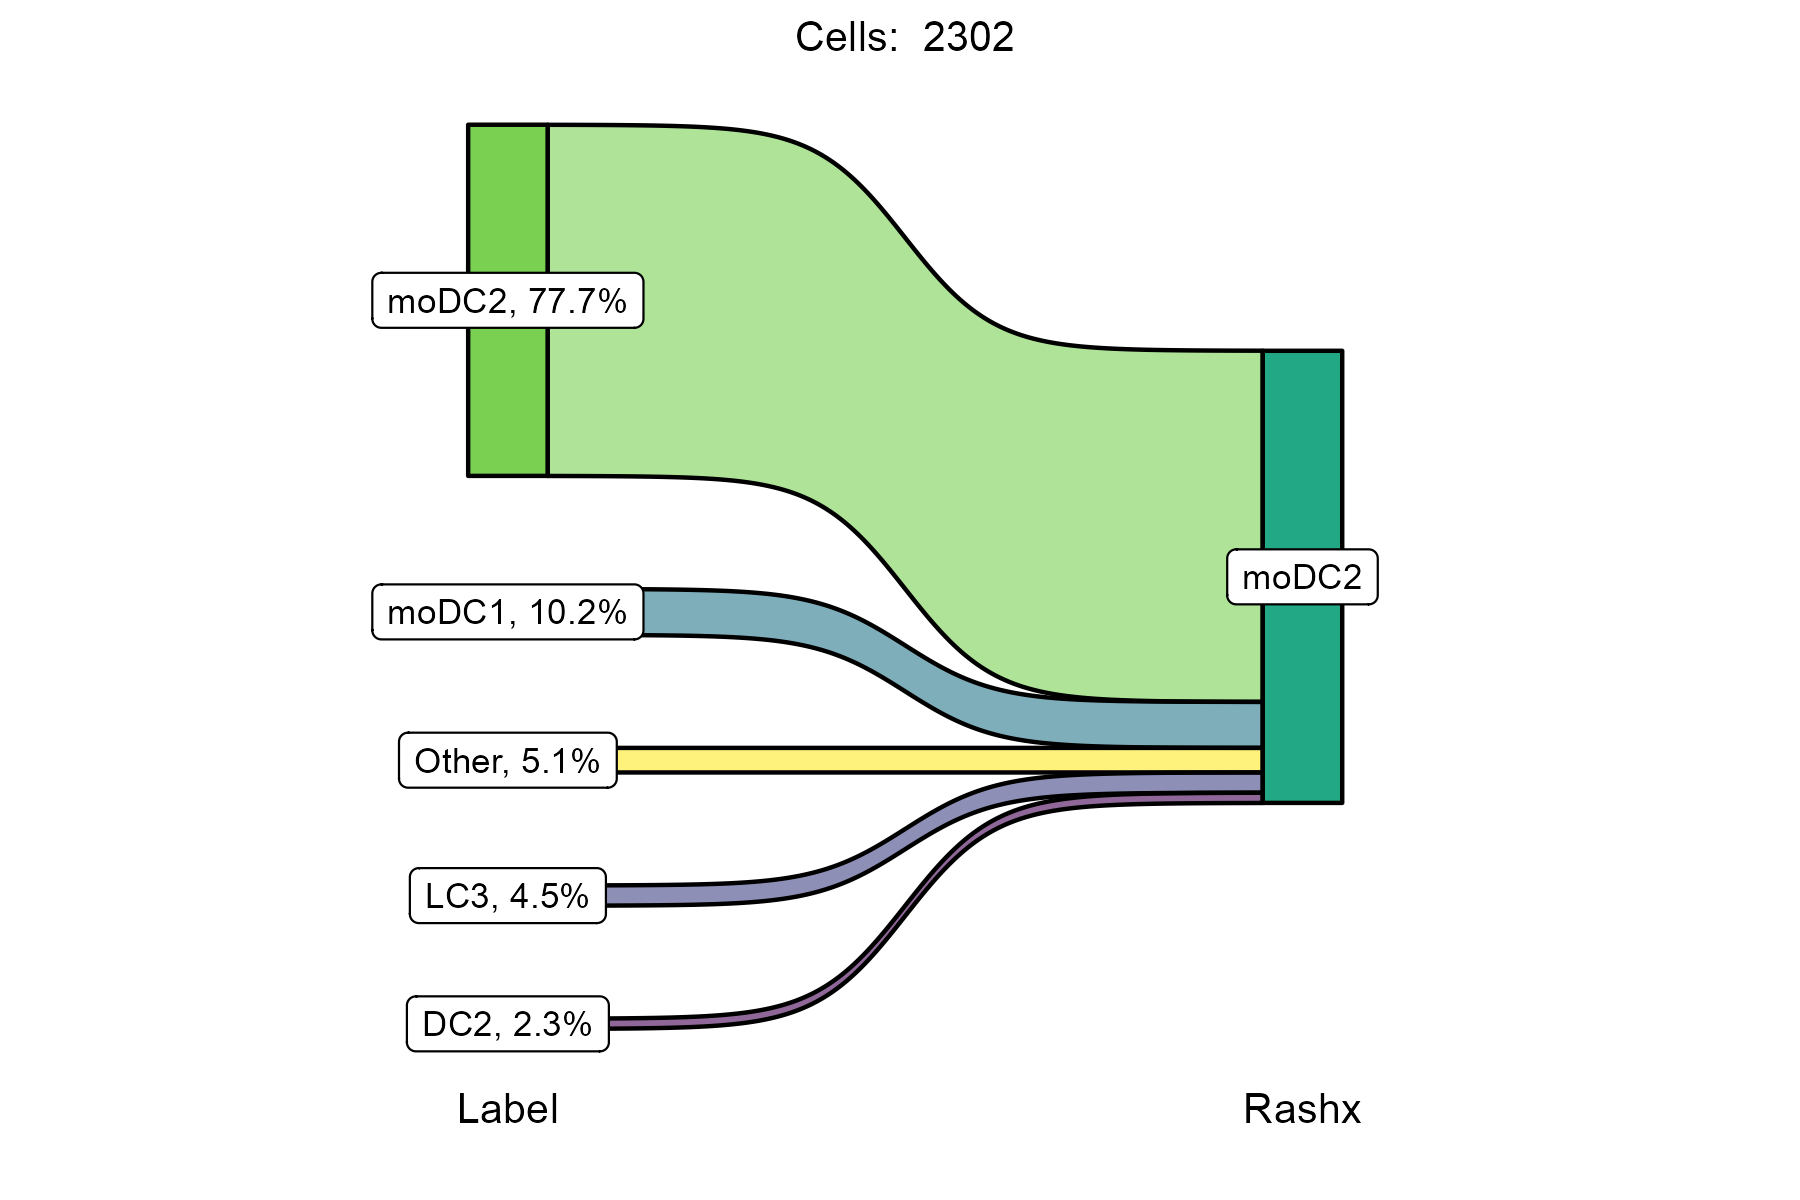 Cells:  2302
moDC2, 77.7%
moDC2
moDC1, 10.2%
Other, 5.1%
LC3, 4.5%
DC2, 2.3%
Label
Rashx